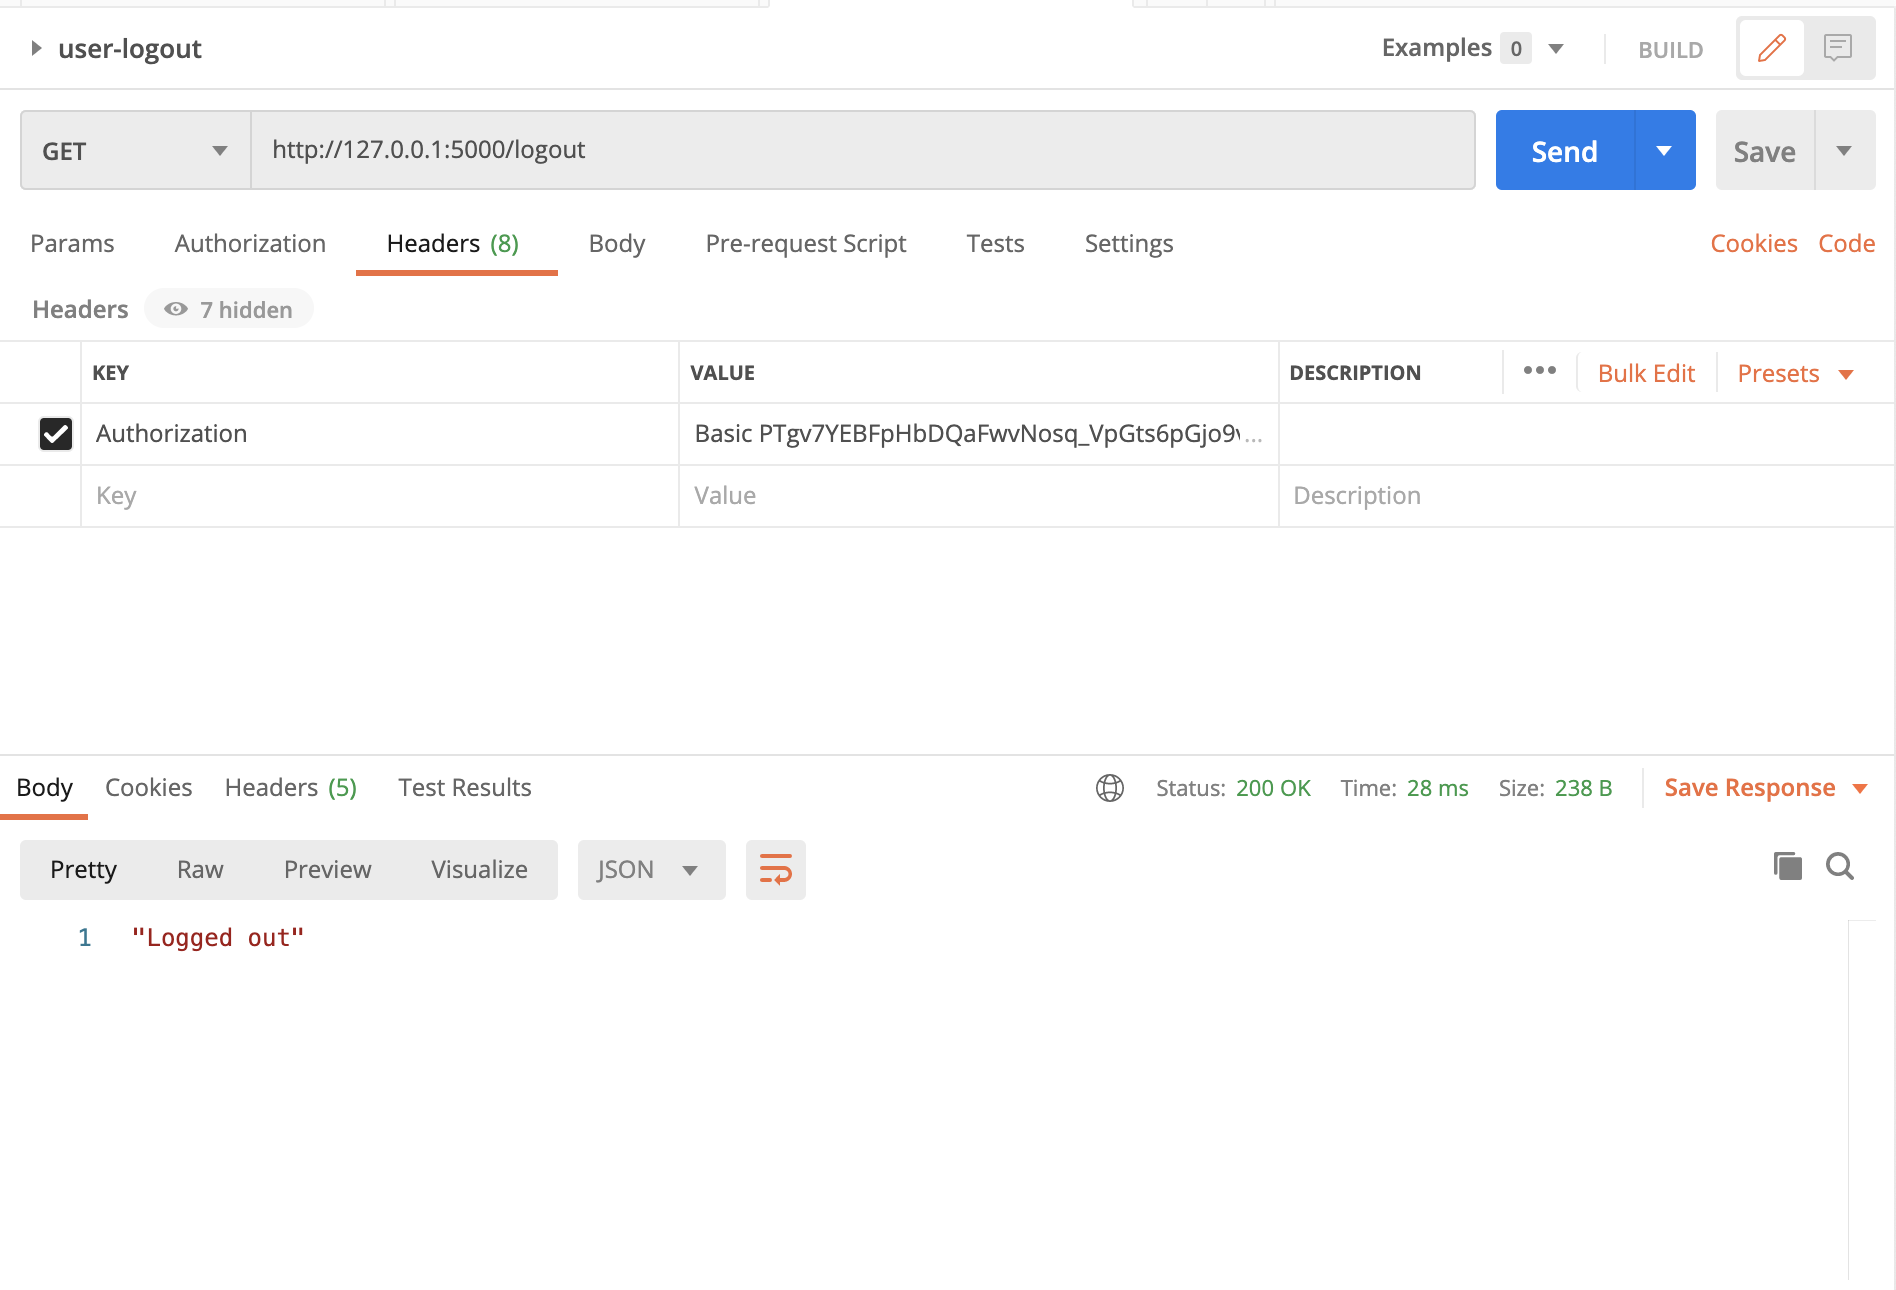 user-logout
Examples 0 BUILD
GET http://127.0.0.1:5000/logout Send Save
Params Authorization Headers (8) Body Pre-request Script Tests Settings Cookies Code
Headers 7 hidden
KEY VALUE DESCRIPTION ••• Bulk Edit Presets
Authorization Basic PTgv7YEBFpHbDQaFwvNosq_VpGts6pGjo9v...
Key Value Description
Body Cookies Headers (5) Test Results Status: 200 OK Time: 28 ms Size: 238 B Save Response
Pretty Raw Preview Visualize JSON
1 "Logged out"